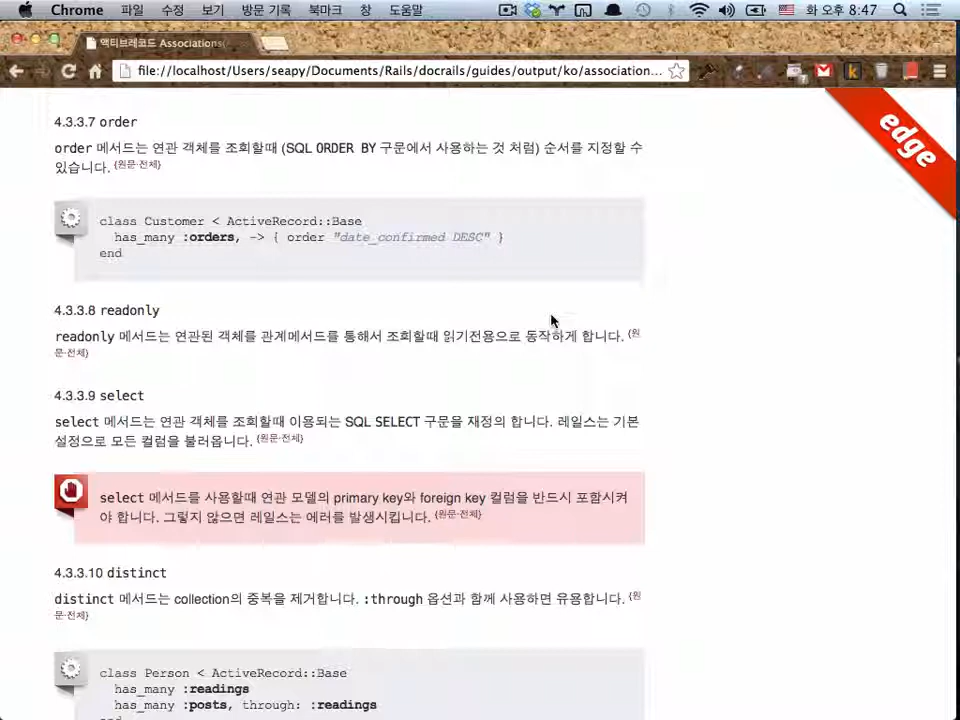 Chrome 파일 수정 보기 방문 기록 북마크 창 도움말 화 오후 8:47
액티브레코드 Associations(
file://localhost/Users/seapy/Documents/Rails/docrails/guides/output/ko/association...
edge
4.3.3.7 order
order 메서드는 연관 객체를 조회할때 (SQL ORDER BY 구문에서 사용하는 것 처럼) 순서를 지정할 수
있습니다. {원문·전체}
class Customer < ActiveRecord::Base
has_many :orders, -> { order "date_confirmed DESC" }
end
4.3.3.8 readonly
readonly 메서드는 연관된 객체를 관계메서드를 통해서 조회할때 읽기전용으로 동작하게 합니다. {원
문·전체}
4.3.3.9 select
select 메서드는 연관 객체를 조회할때 이용되는 SQL SELECT 구문을 재정의 합니다. 레일스는 기본
설정으로 모든 컬럼을 불러옵니다. {원문·전체}
select 메서드를 사용할때 연관 모델의 primary key와 foreign key 컬럼을 반드시 포함시켜
야 합니다. 그렇지 않으면 레일스는 에러를 발생시킵니다. {원문·전체}
4.3.3.10 distinct
distinct 메서드는 collection의 중복을 제거합니다. :through 옵션과 함께 사용하면 유용합니다. {원
문·전체}
class Person < ActiveRecord::Base
has_many :readings
has_many :posts, through: :readings
end